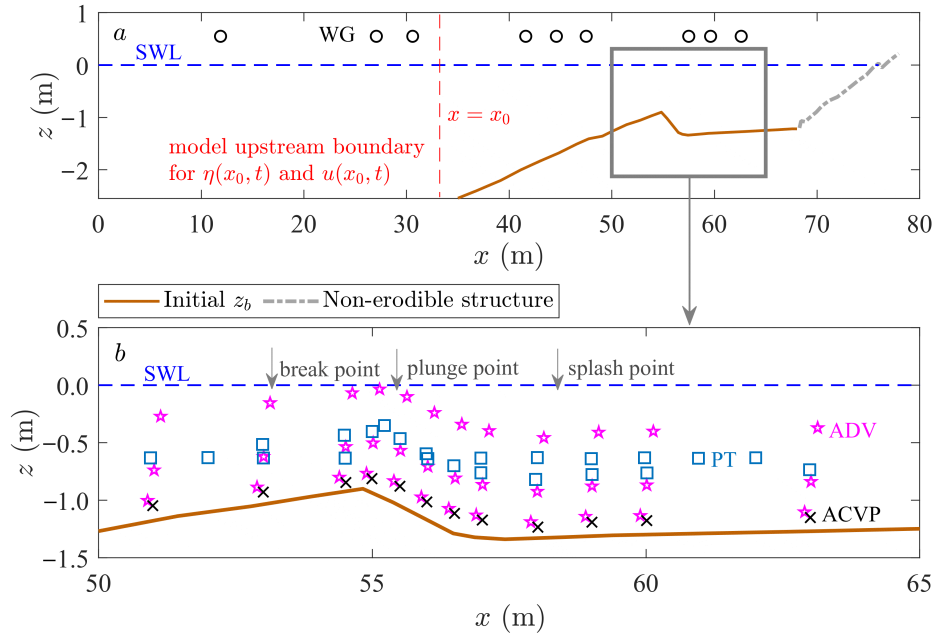 a
WG
SWL
x = x₀
model upstream boundary
for η(x₀, t) and u(x₀, t)
z (m)
0
-1
-2
0 10 20 30 40 50 60 70 80
x (m)
Initial z_b Non-erodible structure
b
SWL
break point plunge point splash point
ADV
PT
ACVP
z (m)
0.5
0.0
-0.5
-1.0
-1.5
50 55 60 65
x (m)